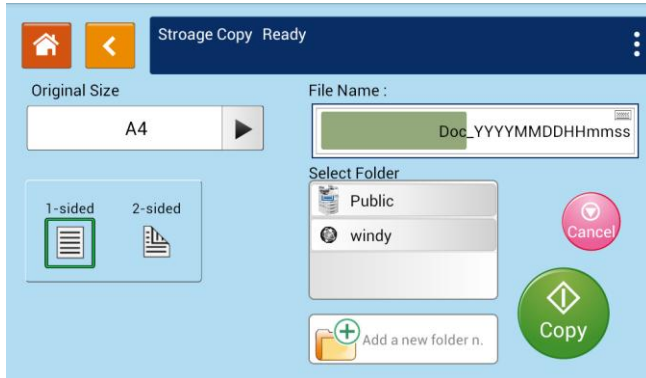 Stroage Copy Ready
Original Size
A4
File Name :
Doc_YYYYMMDDHHmmss
1-sided
2-sided
Select Folder
Public
windy
Add a new folder n.
Cancel
Copy